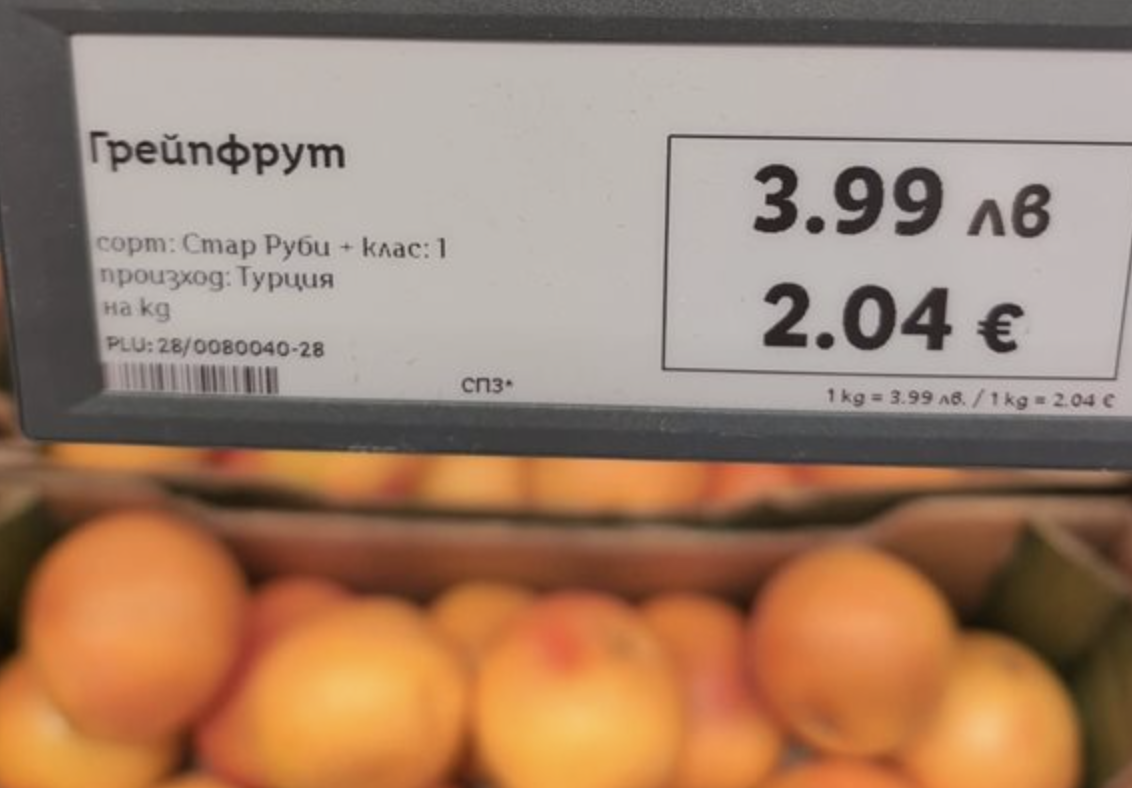 Грейпфрут
сорт: Стар Руби + клас: 1
произход: Турция
на kg
PLU: 28/0080040-28
СПЗ*
3.99 лв
2.04 €
1 kg = 3.99 лв. / 1 kg = 2.04 €